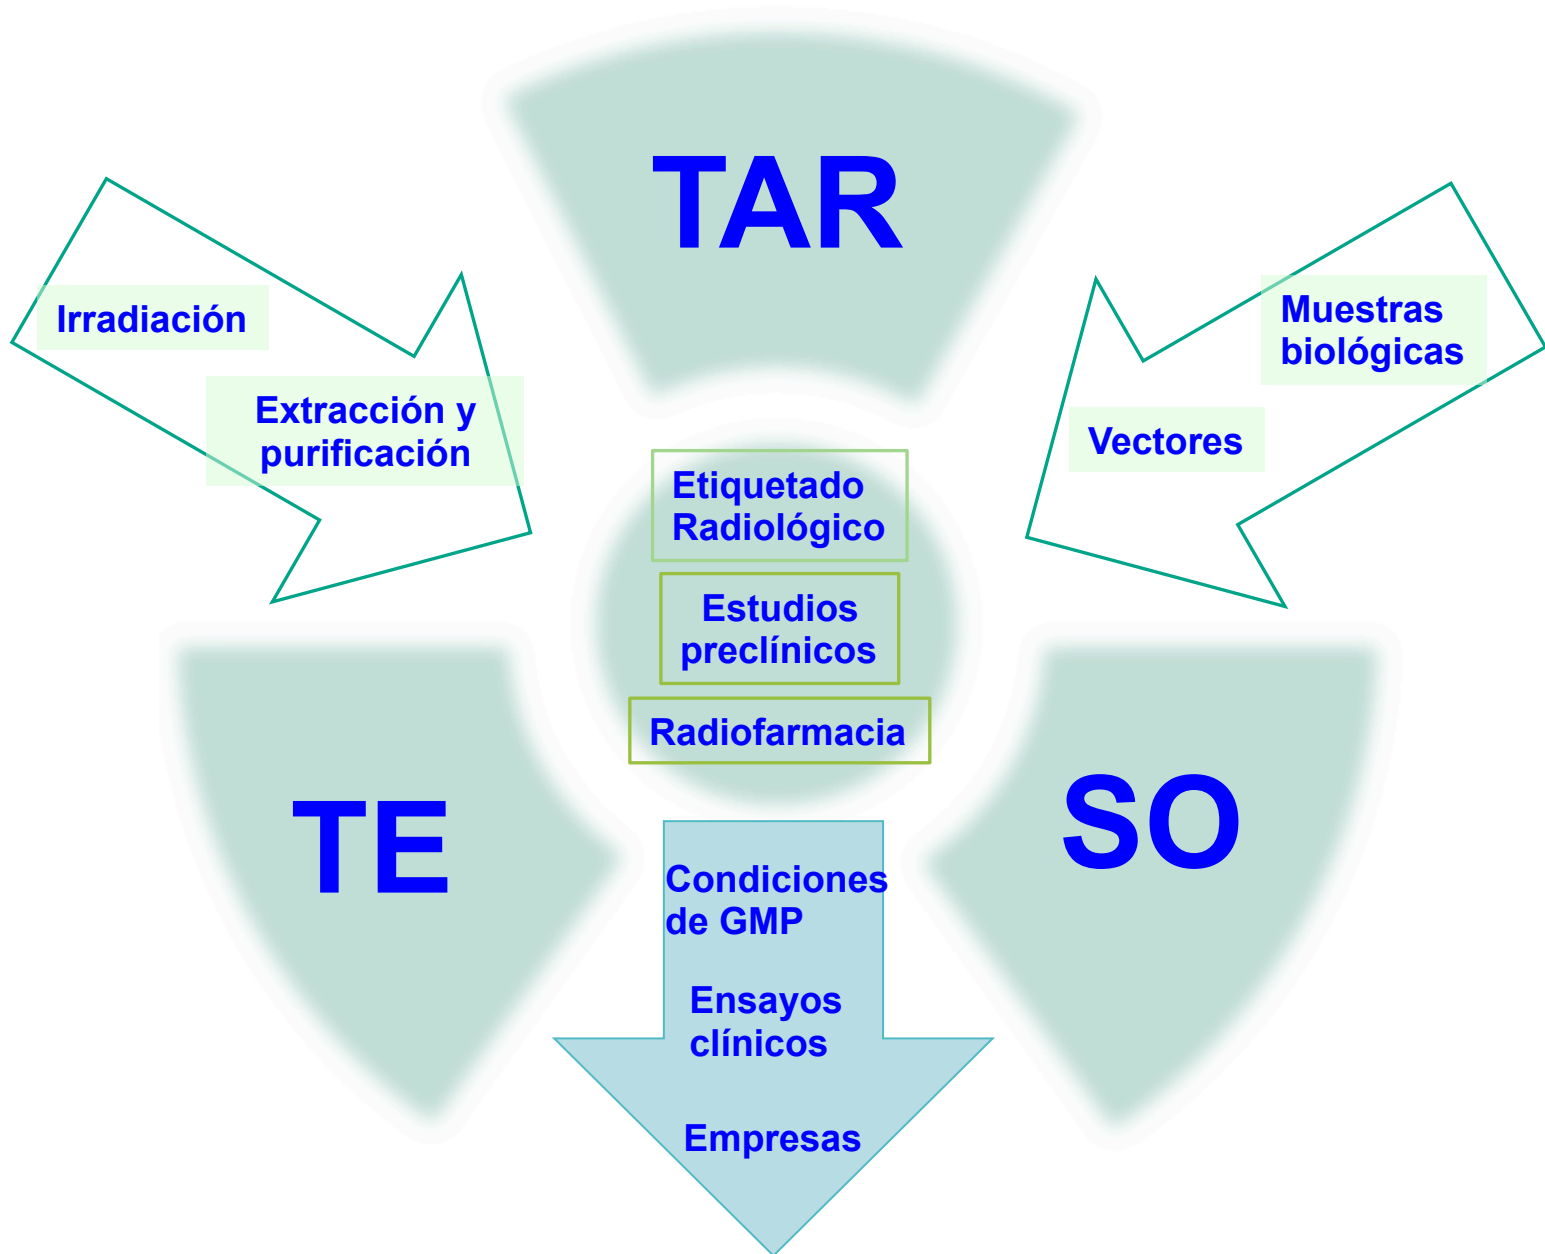 TAR
Irradiación
Extracción y
purificación
Muestras
biológicas
Vectores
Etiquetado
Radiológico
Estudios
preclínicos
Radiofarmacia
TE
SO
Condiciones
de GMP
Ensayos
clínicos
Empresas